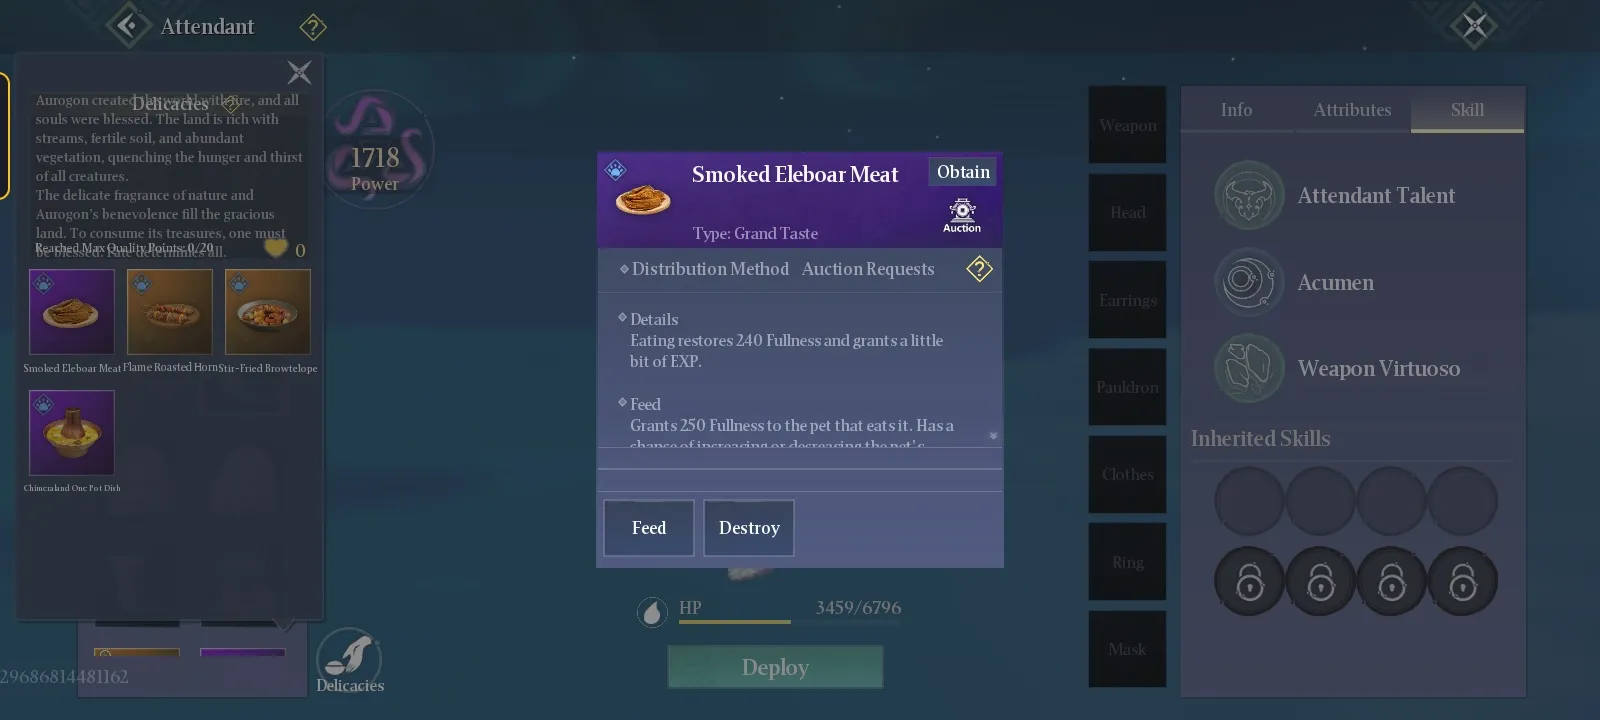 Attendant
Delicacies
Aurogon created the world with fire, and all
souls were blessed. The land is rich with
streams, fertile soil, and abundant
vegetation, quenching the hunger and thirst
of all creatures.
The delicate fragrance of nature and
Aurogon's benevolence fill the gracious
land. To consume its treasures, one must
be blessed. Fate determines all.
Reached Max Quality Points: 0/20
0
Smoked Eleboar Meat
Flame Roasted Horn
Stir-Fried Browtelope
Chimeraland One Pot Dish
29686814481162
Delicacies
1718
Power
Smoked Eleboar Meat
Obtain
Auction
Type: Grand Taste
Distribution Method Auction Requests
Details
Eating restores 240 Fullness and grants a little
bit of EXP.
Feed
Grants 250 Fullness to the pet that eats it. Has a
chance of increasing or decreasing the pet's
Feed
Destroy
HP
3459/6796
Deploy
Weapon
Head
Earrings
Pauldron
Clothes
Ring
Mask
Info
Attributes
Skill
Attendant Talent
Acumen
Weapon Virtuoso
Inherited Skills